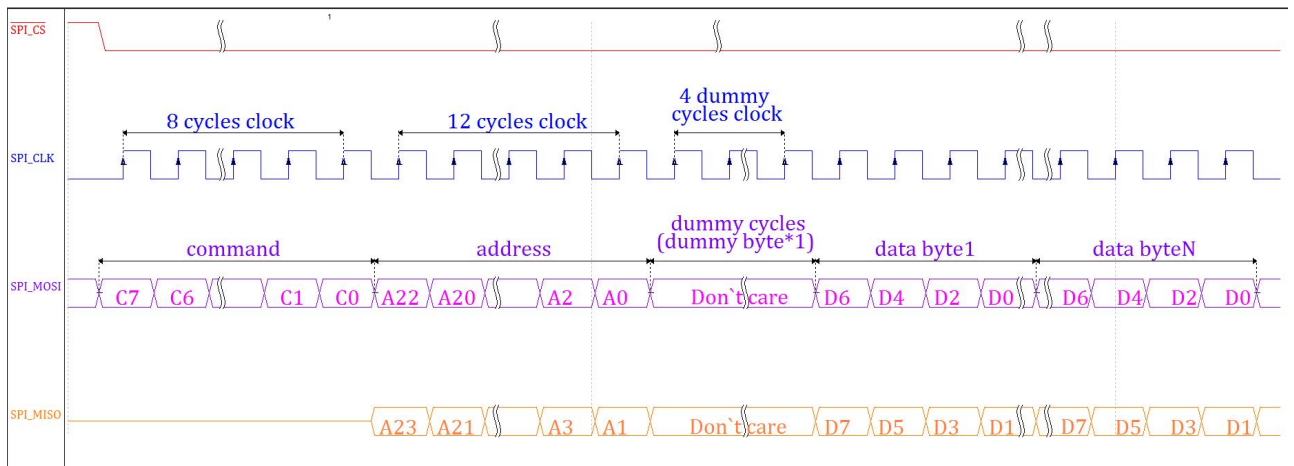 1
SPI_CS
8 cycles clock
12 cycles clock
4 dummy
cycles clock
SPI_CLK
command
address
dummy cycles
(dummy byte*1)
data byte1
data byteN
SPI_MOSI
C7 C6 C1 C0 A22 A20 A2 A0 Don`t care D6 D4 D2 D0 D6 D4 D2 D0
SPI_MISO
A23 A21 A3 A1 Don`t care D7 D5 D3 D1 D7 D5 D3 D1